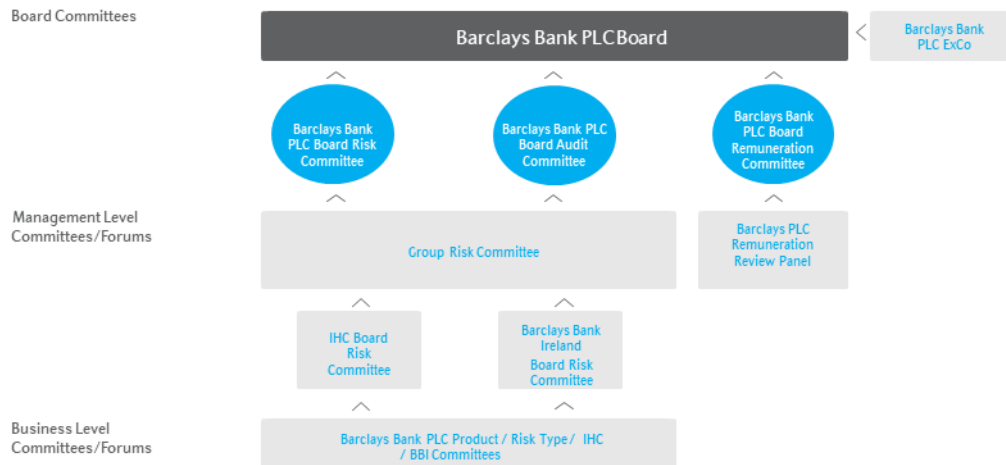 Board Committees
Barclays Bank PLC Board
Barclays Bank
PLC ExCo
Barclays Bank
PLC Board Risk
Committee
Barclays Bank PLC
Board Audit
Committee
Barclays Bank
PLC Board
Remuneration
Committee
Management Level
Committees/Forums
Group Risk Committee
Barclays PLC
Remuneration
Review Panel
IHC Board
Risk
Committee
Barclays Bank
Ireland
Board Risk
Committee
Business Level
Committees/Forums
Barclays Bank PLC Product / Risk Type / IHC
/ BBI Committees